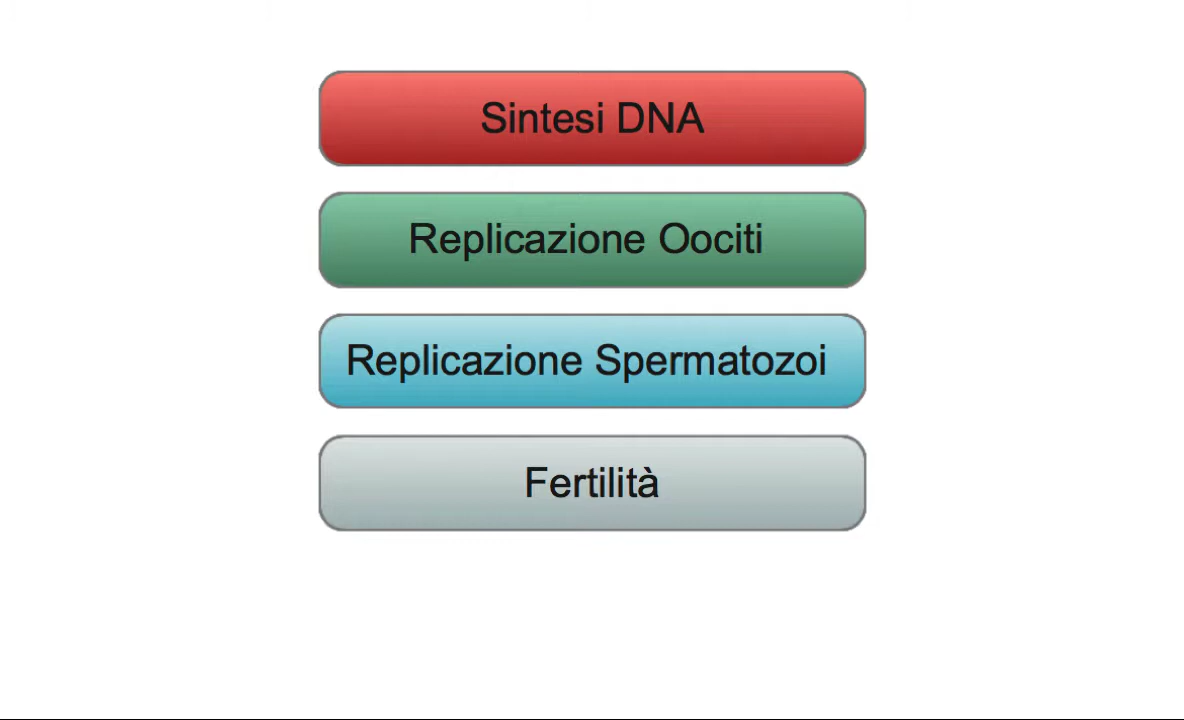 Sintesi DNA
Replicazione Oociti
Replicazione Spermatozoi
Fertilità